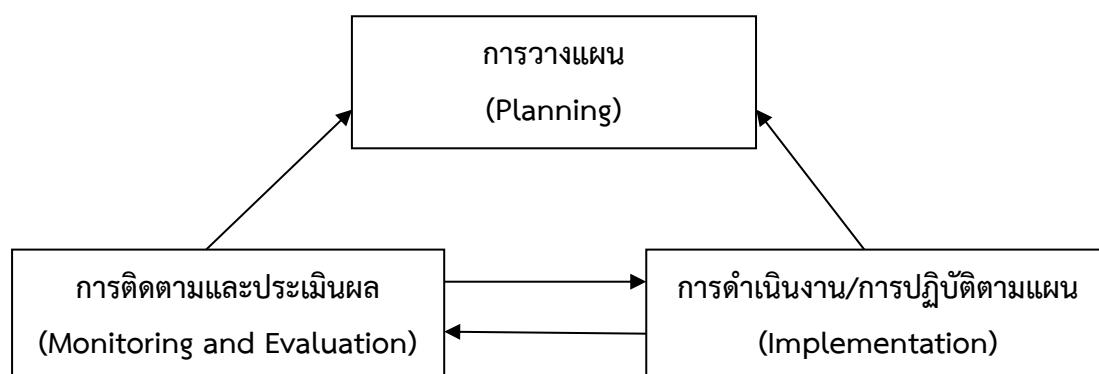 การวางแผน
(Planning)
การติดตามและประเมินผล
(Monitoring and Evaluation)
การดำเนินงาน/การปฏิบัติตามแผน
(Implementation)